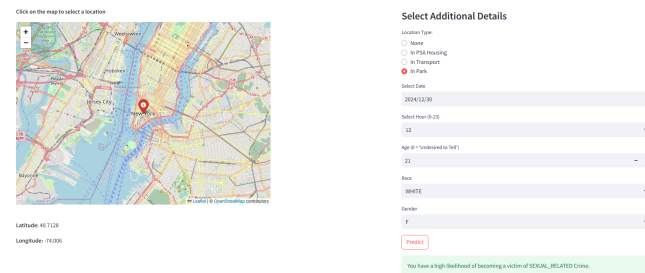 Click on the map to select a location
+
−
Weehawken
Hoboken
Jersey City
New York
Bayonne
Leaflet | © OpenStreetMap contributors
Latitude: 40.7128
Longitude: -74.006
Select Additional Details
Location Type:
None
In PSA Housing
In Transport
In Park
Select Date
2024/12/30
Select Hour (0-23)
12
Age (0 = 'Undesired to Tell')
21
−
Race
WHITE
Gender
F
Predict
You have a high likelihood of becoming a victim of SEXUAL_RELATED Crime.